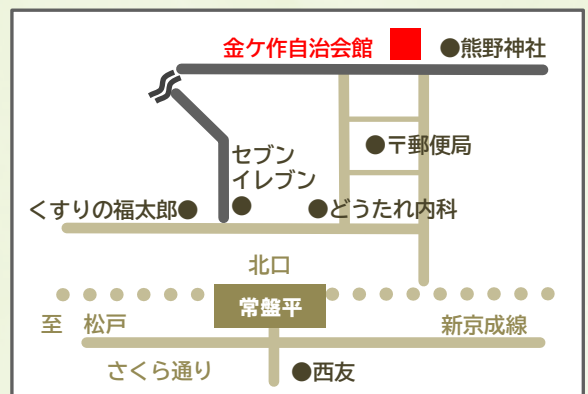 金ケ作自治会館
●熊野神社
●〒郵便局
セブン
イレブン
くすりの福太郎●
●どうたれ内科
北口
常盤平
至 松戸
新京成線
さくら通り
●西友